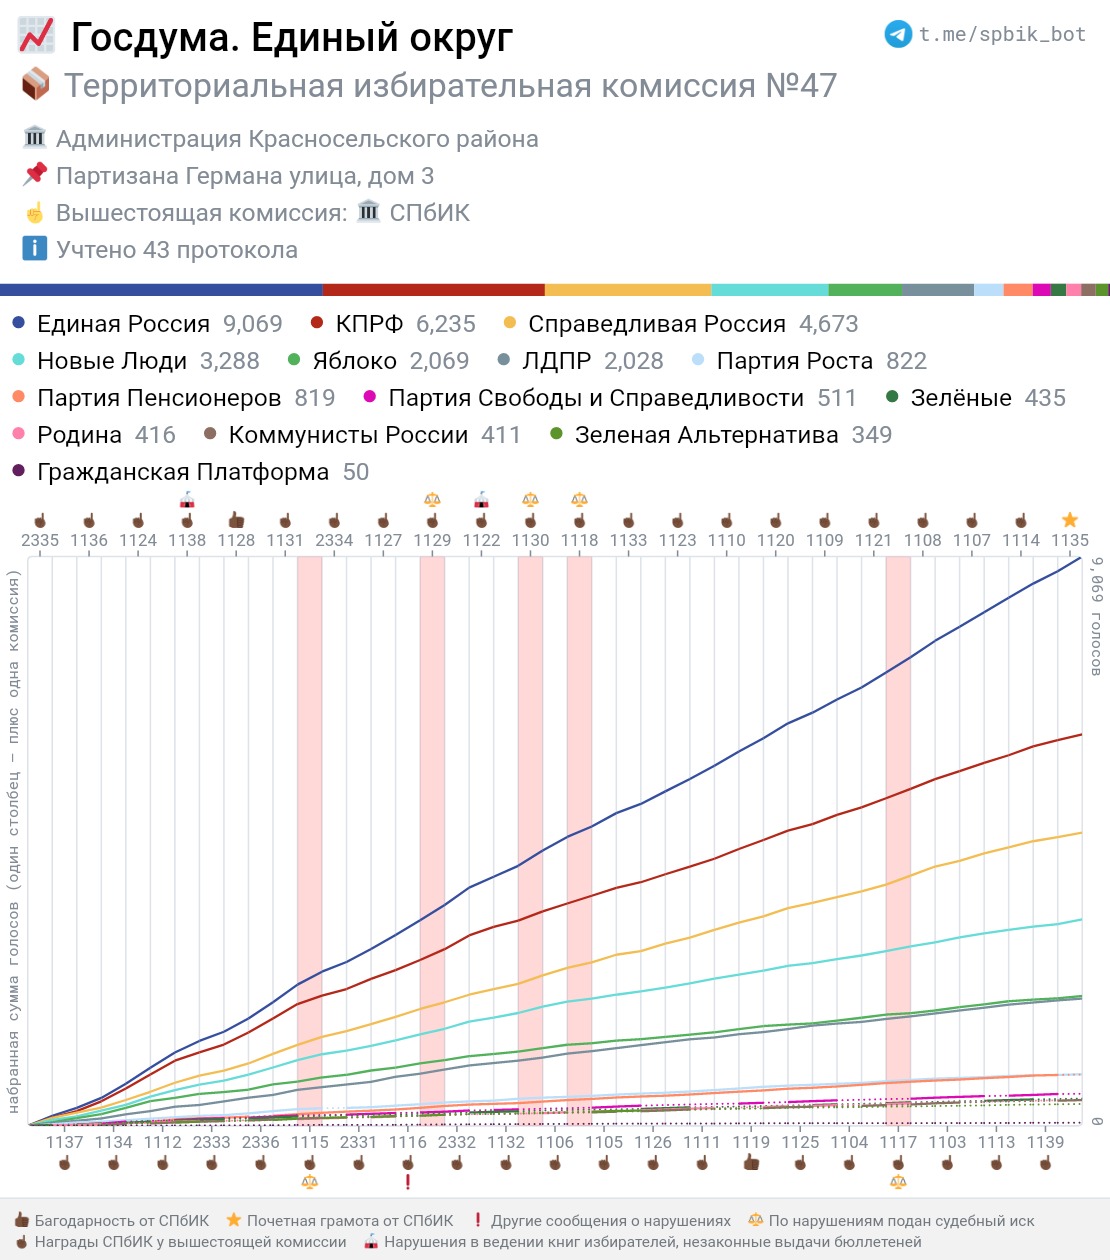 Госдума. Единый округ
t.me/spbik_bot
Территориальная избирательная комиссия №47
Администрация Красносельского района
Партизана Германа улица, дом 3
Вышестоящая комиссия: СПбИК
Учтено 43 протокола
Единая Россия 9,069 КПРФ 6,235 Справедливая Россия 4,673
Новые Люди 3,288 Яблоко 2,069 ЛДПР 2,028 Партия Роста 822
Партия Пенсионеров 819 Партия Свободы и Справедливости 511 Зелёные 435
Родина 416 Коммунисты России 411 Зеленая Альтернатива 349
Гражданская Платформа 50
2335 1136 1124 1138 1128 1131 2334 1127 1129 1122 1130 1118 1133 1123 1110 1120 1109 1121 1108 1107 1114 1135
набранная сумма голосов (один столбец — плюс одна комиссия)
9,069 голосов
0
1137 1134 1112 2333 2336 1115 2331 1116 2332 1132 1106 1105 1126 1111 1119 1125 1104 1117 1103 1113 1139
Багодарность от СПбИК Почетная грамота от СПбИК Другие сообщения о нарушениях По нарушениям подан судебный иск
Награды СПбИК у вышестоящей комиссии Нарушения в ведении книг избирателей, незаконные выдачи бюллетеней